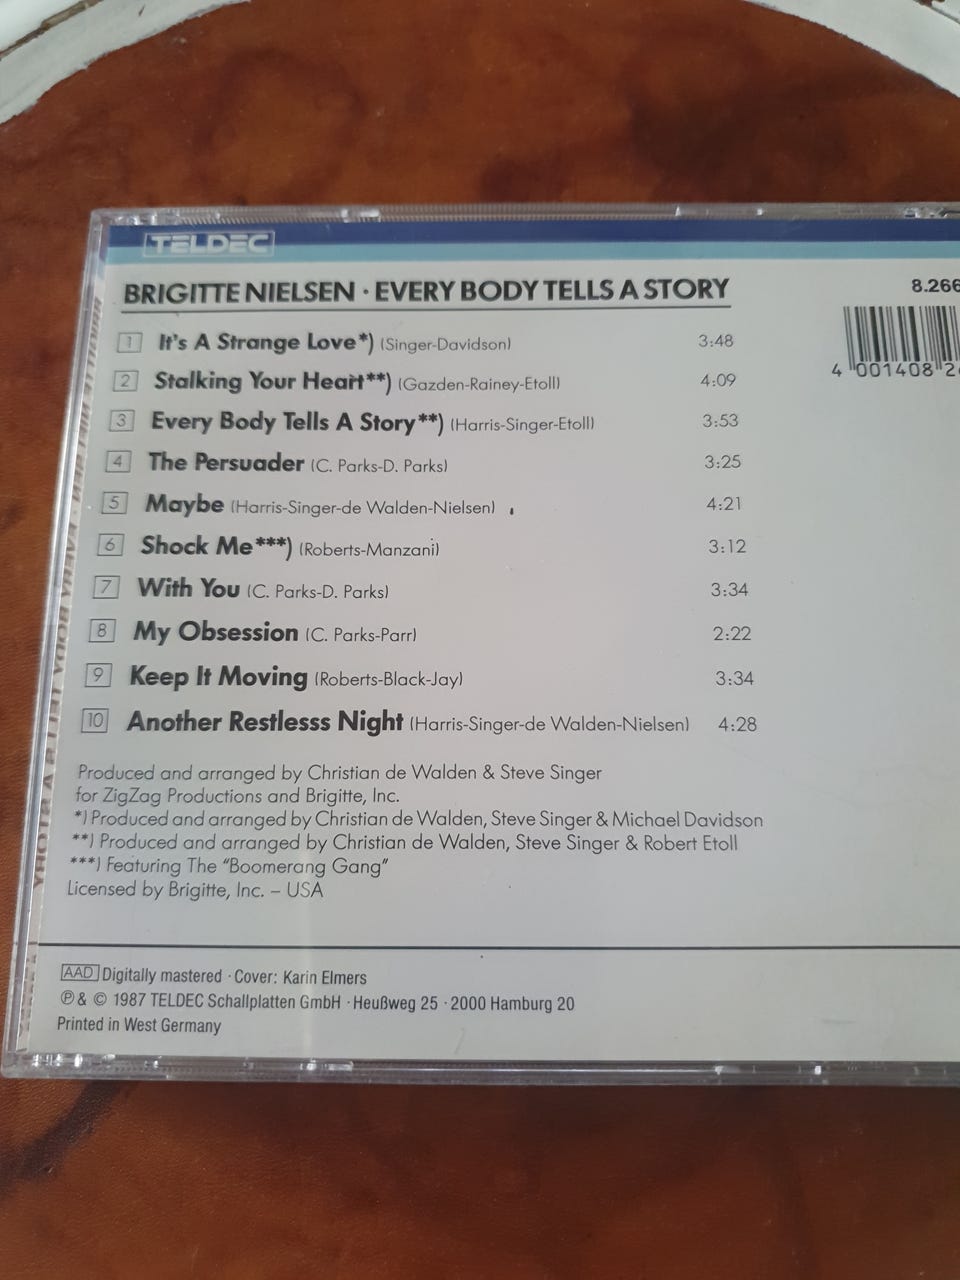 TELDEC
BRIGITTE NIELSEN · EVERY BODY TELLS A STORY
8.266
1 It's A Strange Love*) (Singer-Davidson) 3:48
4 001408 2
2 Stalking Your Heart**) (Gazden-Rainey-Etoll) 4:09
3 Every Body Tells A Story**) (Harris-Singer-Etoll) 3:53
4 The Persuader (C. Parks-D. Parks) 3:25
5 Maybe (Harris-Singer-de Walden-Nielsen) 4:21
6 Shock Me***) (Roberts-Manzani) 3:12
7 With You (C. Parks-D. Parks) 3:34
8 My Obsession (C. Parks-Parr) 2:22
9 Keep It Moving (Roberts-Black-Jay) 3:34
10 Another Restlesss Night (Harris-Singer-de Walden-Nielsen) 4:28
Produced and arranged by Christian de Walden & Steve Singer
for ZigZag Productions and Brigitte, Inc.
*) Produced and arranged by Christian de Walden, Steve Singer & Michael Davidson
**) Produced and arranged by Christian de Walden, Steve Singer & Robert Etoll
***) Featuring The "Boomerang Gang"
Licensed by Brigitte, Inc. – USA
AAD Digitally mastered · Cover: Karin Elmers
℗ & © 1987 TELDEC Schallplatten GmbH · Heußweg 25 · 2000 Hamburg 20
Printed in West Germany